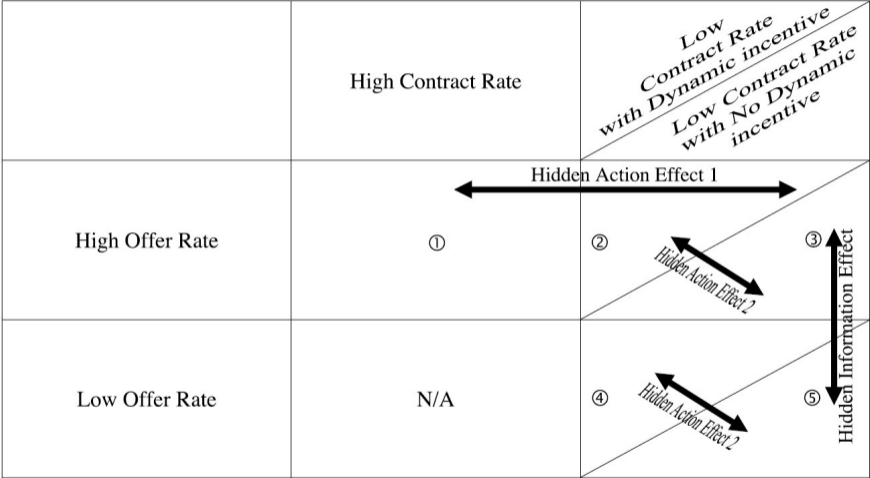 High Contract Rate
Low
Contract Rate
with Dynamic incentive
Low Contract Rate
with No Dynamic
incentive
Hidden Action Effect 1
High Offer Rate
①
②
Hidden Action Effect 2
③
Hidden Information Effect
Low Offer Rate
N/A
④
Hidden Action Effect 2
⑤